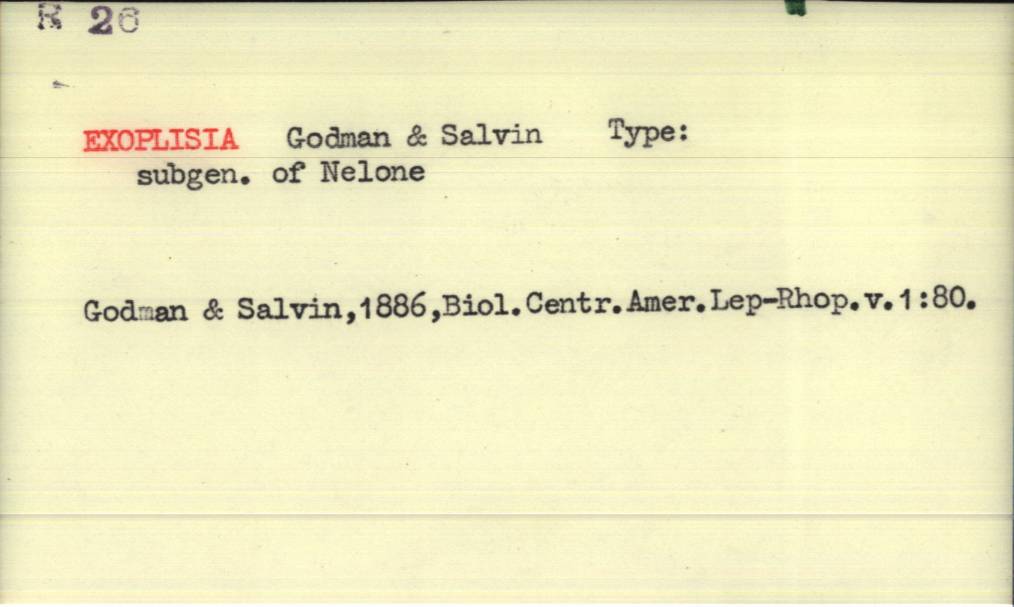 R 26
EXOPLISIA Godman & Salvin Type:
subgen. of Nelone
Godman & Salvin,1886,Biol.Centr.Amer.Lep-Rhop.v.1:80.